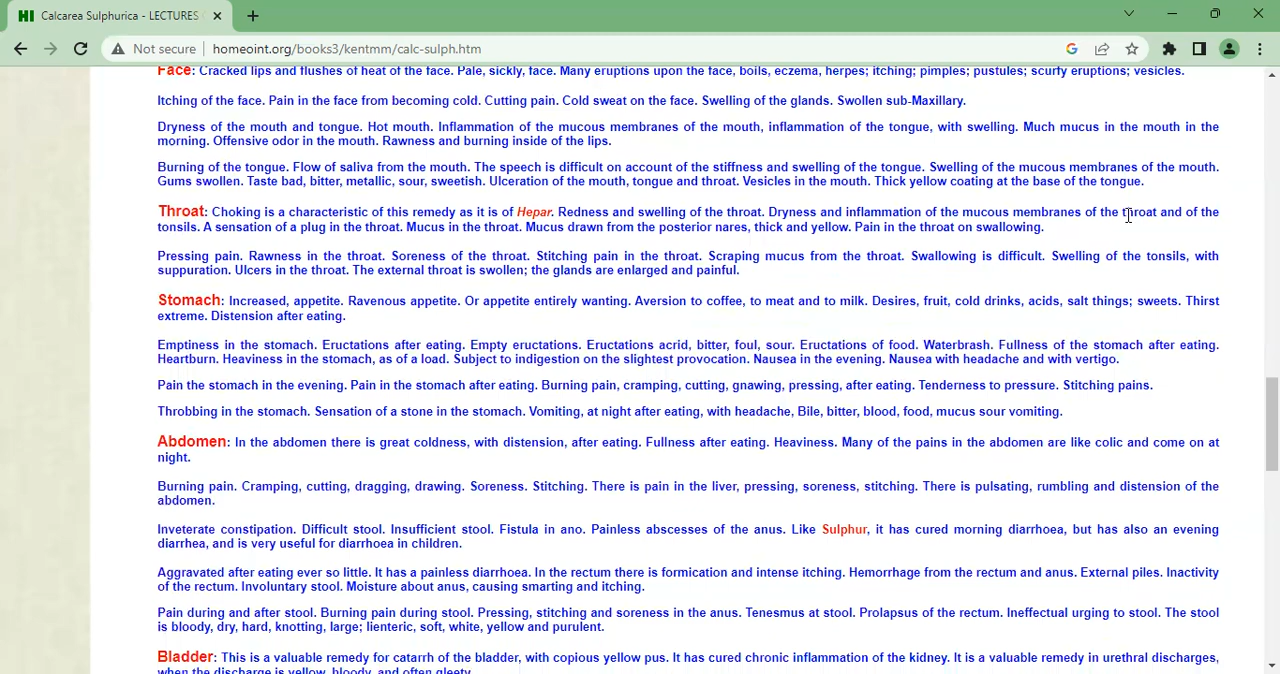 HI Calcarea Sulphurica - LECTURES
Not secure homeoint.org/books3/kentmm/calc-sulph.htm
Face: Cracked lips and flushes of heat of the face. Pale, sickly, face. Many eruptions upon the face, boils, eczema, herpes; itching; pimples; pustules; scurfy eruptions; vesicles.
Itching of the face. Pain in the face from becoming cold. Cutting pain. Cold sweat on the face. Swelling of the glands. Swollen sub-Maxillary.
Dryness of the mouth and tongue. Hot mouth. Inflammation of the mucous membranes of the mouth, inflammation of the tongue, with swelling. Much mucus in the mouth in the
morning. Offensive odor in the mouth. Rawness and burning inside of the lips.
Burning of the tongue. Flow of saliva from the mouth. The speech is difficult on account of the stiffness and swelling of the tongue. Swelling of the mucous membranes of the mouth.
Gums swollen. Taste bad, bitter, metallic, sour, sweetish. Ulceration of the mouth, tongue and throat. Vesicles in the mouth. Thick yellow coating at the base of the tongue.
Throat: Choking is a characteristic of this remedy as it is of Hepar. Redness and swelling of the throat. Dryness and inflammation of the mucous membranes of the throat and of the
tonsils. A sensation of a plug in the throat. Mucus in the throat. Mucus drawn from the posterior nares, thick and yellow. Pain in the throat on swallowing.
Pressing pain. Rawness in the throat. Soreness of the throat. Stitching pain in the throat. Scraping mucus from the throat. Swallowing is difficult. Swelling of the tonsils, with
suppuration. Ulcers in the throat. The external throat is swollen; the glands are enlarged and painful.
Stomach: Increased, appetite. Ravenous appetite. Or appetite entirely wanting. Aversion to coffee, to meat and to milk. Desires, fruit, cold drinks, acids, salt things; sweets. Thirst
extreme. Distension after eating.
Emptiness in the stomach. Eructations after eating. Empty eructations. Eructations acrid, bitter, foul, sour. Eructations of food. Waterbrash. Fullness of the stomach after eating.
Heartburn. Heaviness in the stomach, as of a load. Subject to indigestion on the slightest provocation. Nausea in the evening. Nausea with headache and with vertigo.
Pain the stomach in the evening. Pain in the stomach after eating. Burning pain, cramping, cutting, gnawing, pressing, after eating. Tenderness to pressure. Stitching pains.
Throbbing in the stomach. Sensation of a stone in the stomach. Vomiting, at night after eating, with headache, Bile, bitter, blood, food, mucus sour vomiting.
Abdomen: In the abdomen there is great coldness, with distension, after eating. Fullness after eating. Heaviness. Many of the pains in the abdomen are like colic and come on at
night.
Burning pain. Cramping, cutting, dragging, drawing. Soreness. Stitching. There is pain in the liver, pressing, soreness, stitching. There is pulsating, rumbling and distension of the
abdomen.
Inveterate constipation. Difficult stool. Insufficient stool. Fistula in ano. Painless abscesses of the anus. Like Sulphur, it has cured morning diarrhoea, but has also an evening
diarrhea, and is very useful for diarrhoea in children.
Aggravated after eating ever so little. It has a painless diarrhoea. In the rectum there is formication and intense itching. Hemorrhage from the rectum and anus. External piles. Inactivity
of the rectum. Involuntary stool. Moisture about anus, causing smarting and itching.
Pain during and after stool. Burning pain during stool. Pressing, stitching and soreness in the anus. Tenesmus at stool. Prolapsus of the rectum. Ineffectual urging to stool. The stool
is bloody, dry, hard, knotting, large; lienteric, soft, white, yellow and purulent.
Bladder: This is a valuable remedy for catarrh of the bladder, with copious yellow pus. It has cured chronic inflammation of the kidney. It is a valuable remedy in urethral discharges,
when the discharge is yellow, bloody, and often gleety.